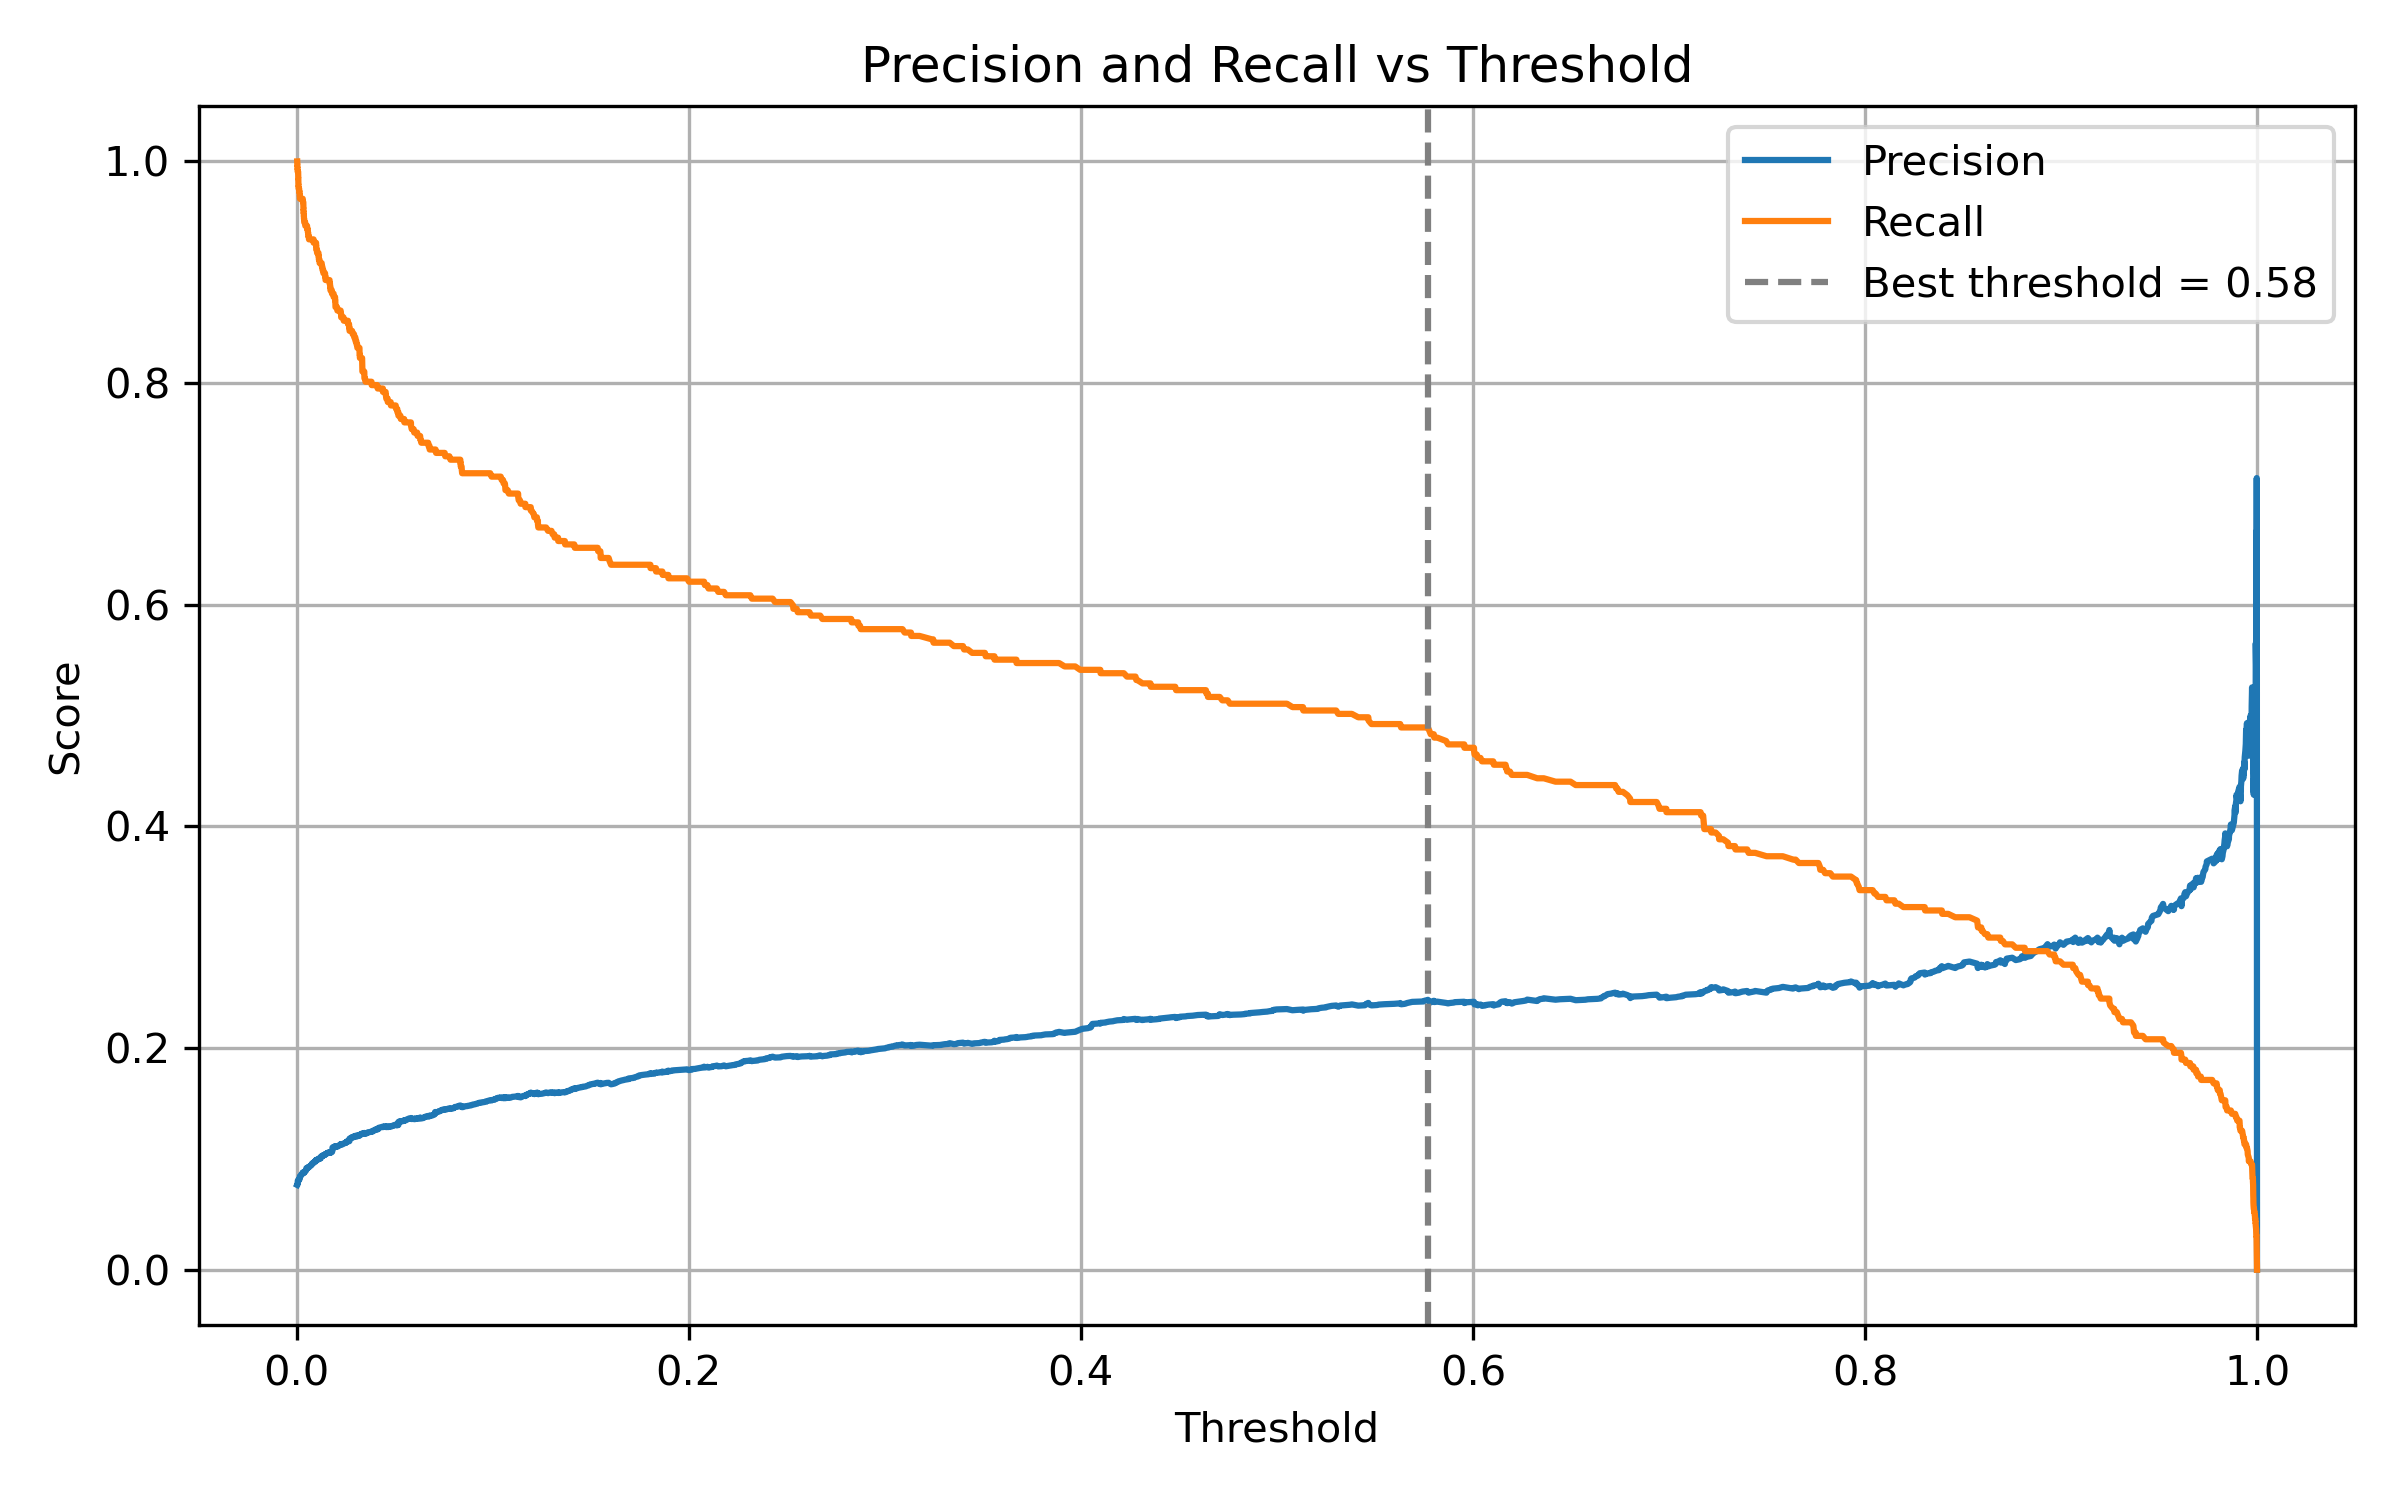 Precision and Recall vs Threshold
Precision
Recall
Best threshold = 0.58
Score
1.0
0.8
0.6
0.4
0.2
0.0
0.0 0.2 0.4 0.6 0.8 1.0
Threshold